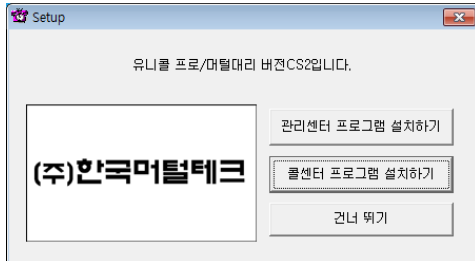 Setup
유니콜 프로/머털대리 버전CS2입니다.
(주)한국머털테크
관리센터 프로그램 설치하기
콜센터 프로그램 설치하기
건너 뛰기